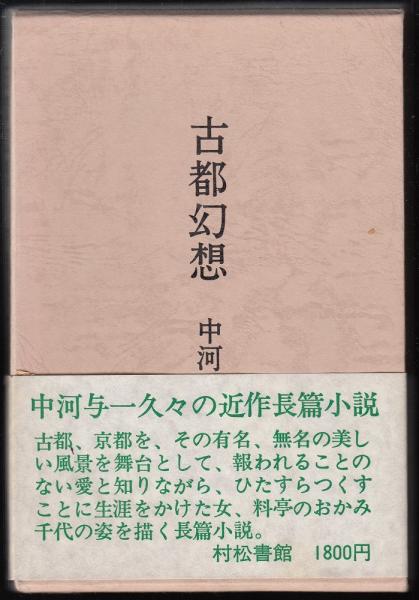 古都幻想
中河
中河与一久々の近作長篇小説
古都、京都を、その有名、無名の美し
い風景を舞台として、報われることの
ない愛と知りながら、ひたすらつくす
ことに生涯をかけた女、料亭のおかみ
千代の姿を描く長篇小説。
村松書館 1800円